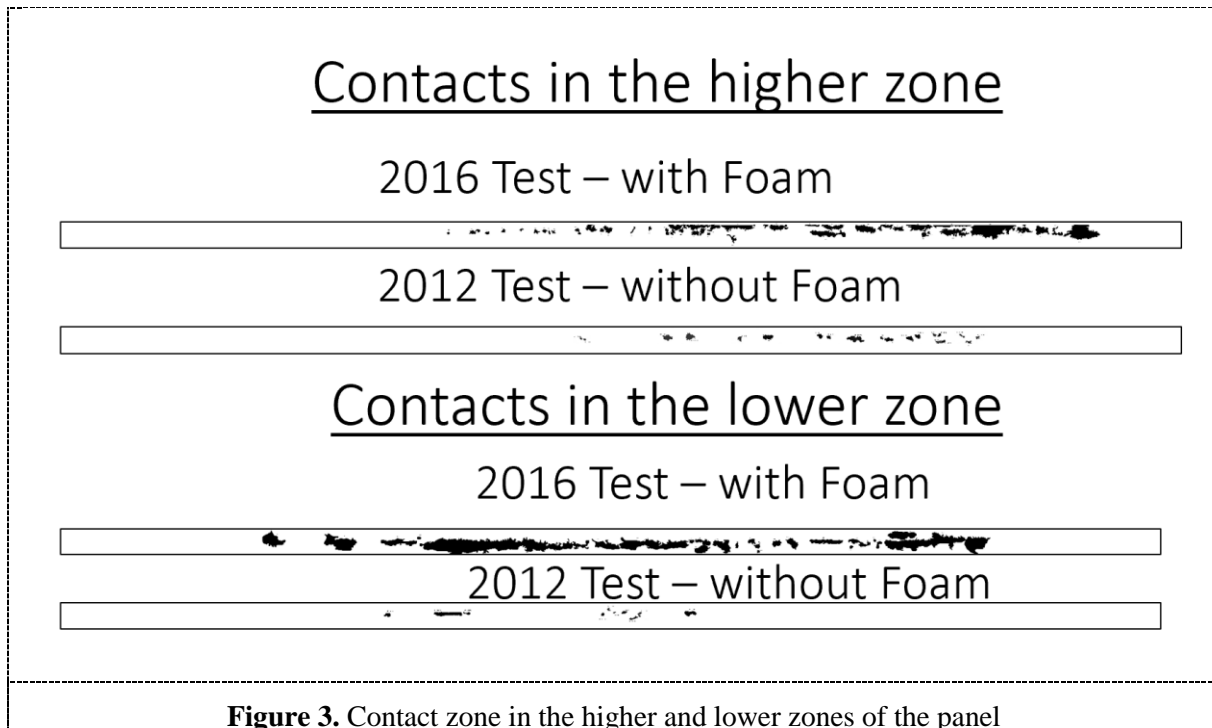 Contacts in the higher zone
2016 Test – with Foam
2012 Test – without Foam
Contacts in the lower zone
2016 Test – with Foam
2012 Test – without Foam
Figure 3. Contact zone in the higher and lower zones of the panel